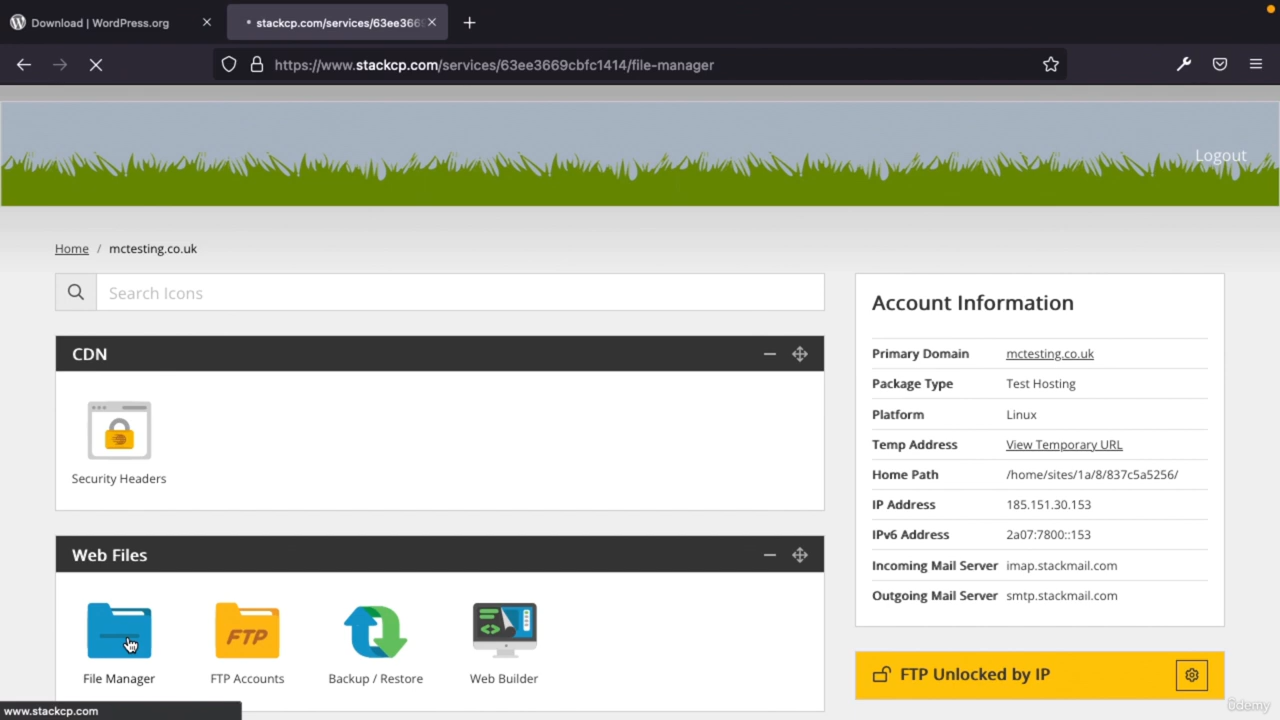 Download | WordPress.org
stackcp.com/services/63ee366
https://www.stackcp.com/services/63ee3669cbfc1414/file-manager
Logout
Home / mctesting.co.uk
Search Icons
CDN
Security Headers
Web Files
FTP
File Manager
FTP Accounts
Backup / Restore
Web Builder
Account Information
Primary Domain mctesting.co.uk
Package Type Test Hosting
Platform Linux
Temp Address View Temporary URL
Home Path /home/sites/1a/8/837c5a5256/
IP Address 185.151.30.153
IPv6 Address 2a07:7800::153
Incoming Mail Server imap.stackmail.com
Outgoing Mail Server smtp.stackmail.com
FTP Unlocked by IP
www.stackcp.com
ûdemy